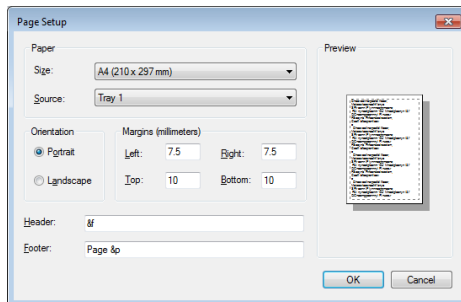 Page Setup
Paper
Size: A4 (210 x 297 mm)
Source: Tray 1
Orientation
Portrait
Landscape
Margins (millimeters)
Left: 7.5 Right: 7.5
Top: 10 Bottom: 10
Header: &f
Footer: Page &p
Preview
OK Cancel